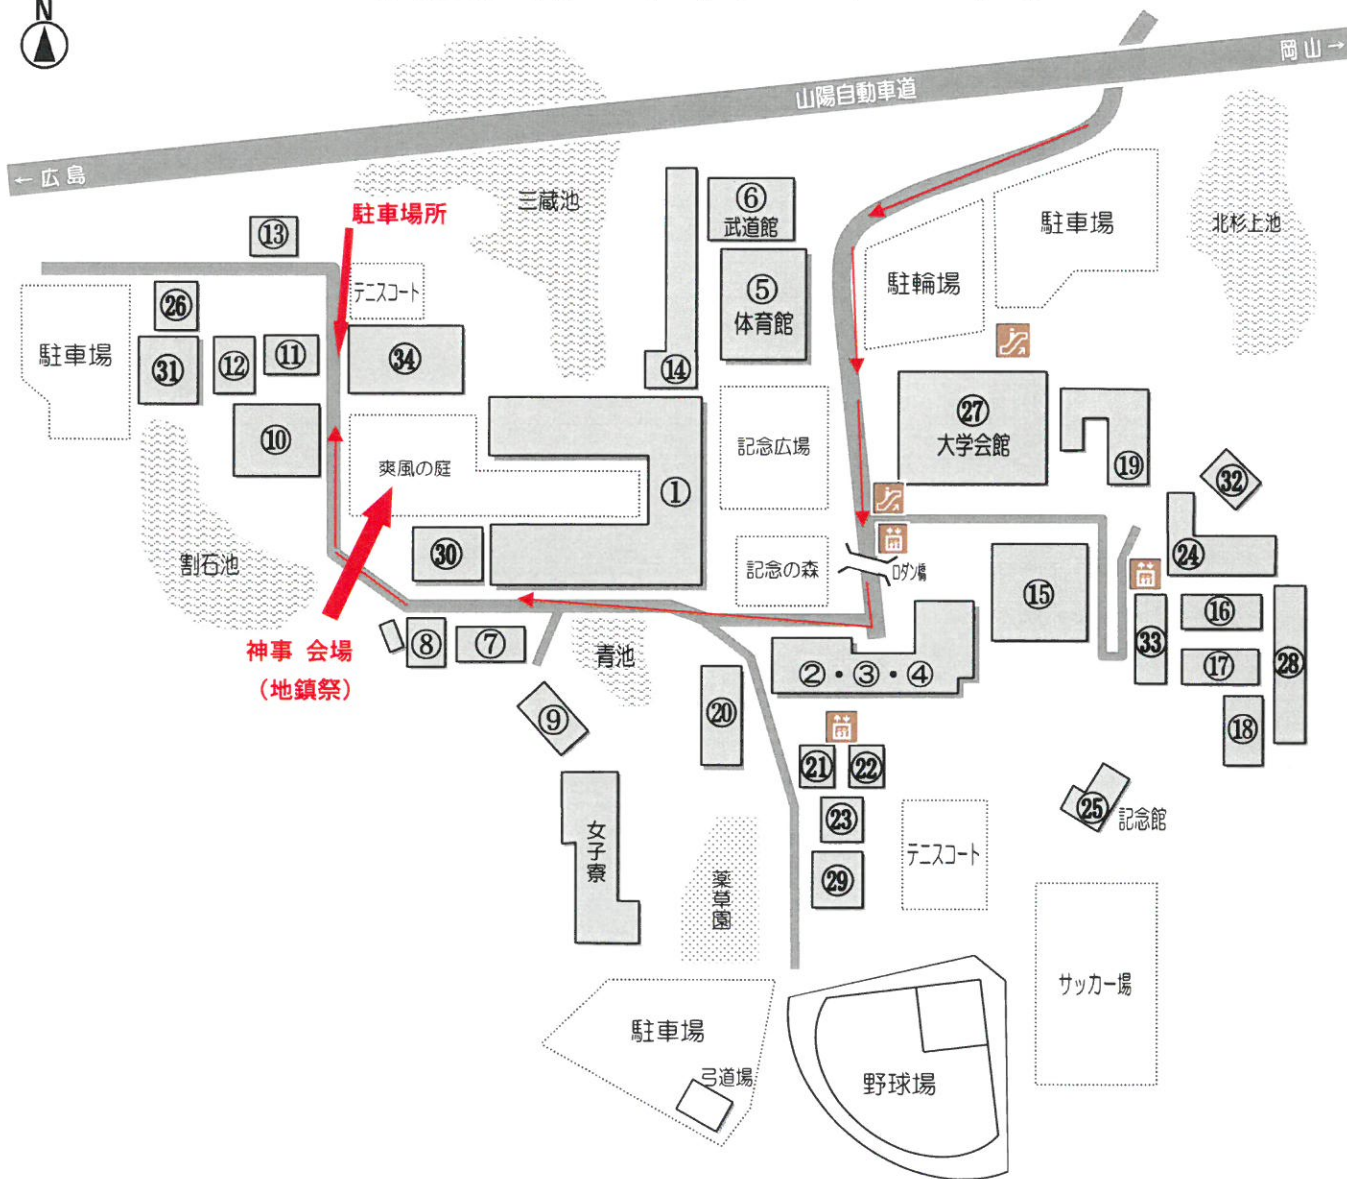 N
山陽自動車道
岡山→
←広島
三蔵池
駐車場所
⑥
武道館
⑤
体育館
駐車場
北杉上池
駐輪場
⑬
テニスコート
㉖
駐車場
㉛
⑫
⑪
㉞
⑭
㉗
大学会館
⑲
⑩
爽風の庭
①
記念広場
㉜
割石池
㉚
記念の森
ロダン橋
⑮
㉔
⑯
㉝
⑰
㉘
⑱
神事 会場
(地鎮祭)
⑧
⑦
青池
②・③・④
⑨
⑳
㉑
㉒
㉓
㉙
㉕
記念館
女子寮
薬草園
テニスコート
サッカー場
駐車場
弓道場
野球場